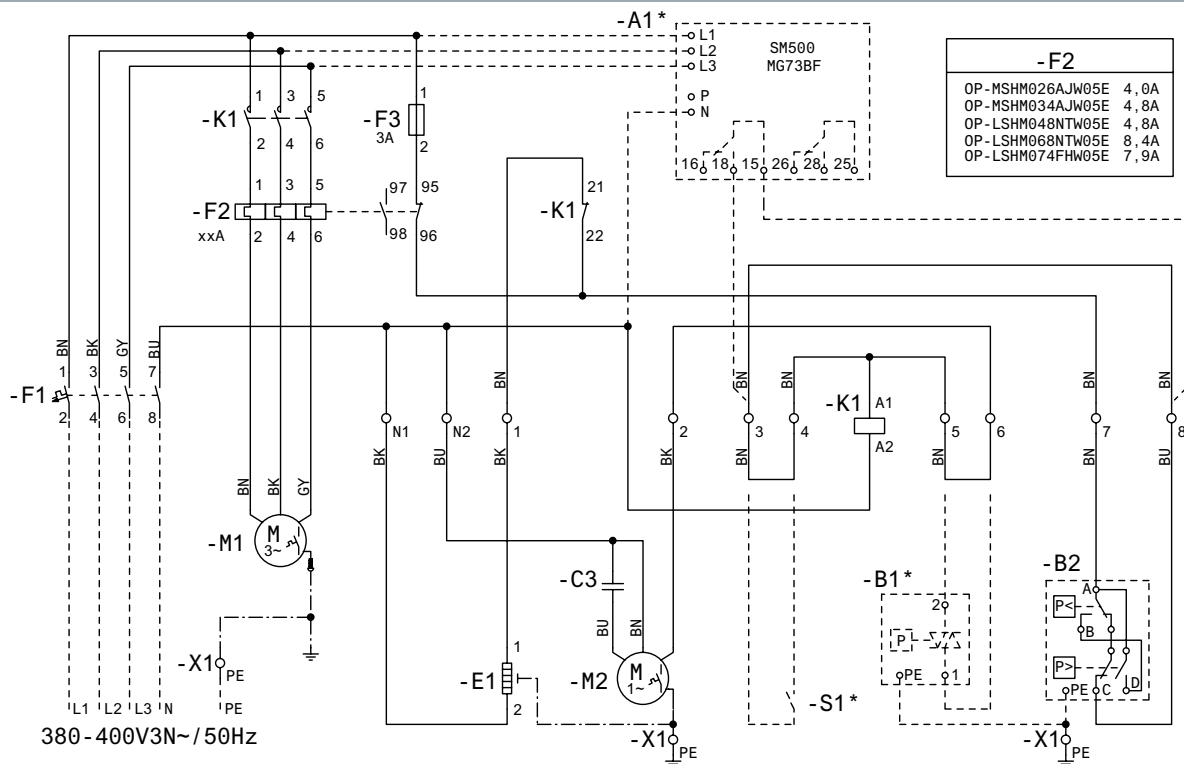 -A1*
L1
L2
L3
P
N
SM500
MG73BF
16 18 15 26 28 25
-F2
OP-MSHM026AJW05E 4,0A
OP-MSHM034AJW05E 4,8A
OP-LSHM048NTW05E 4,8A
OP-LSHM068NTW05E 8,4A
OP-LSHM074FHW05E 7,9A
-K1
1 3 5
2 4 6
-F3
3A
1
2
-F2
xxA
1 3 5
2 4 6
97 95
98 96
-K1
21
22
BN BK GY BU
-F1
1 3 5 7
2 4 6 8
BN BK GY
-M1
M
3~
-X1
PE
L1 L2 L3 N PE
380-400V3N~/50Hz
BN
N1 N2 1 2
BK BU BK BK
-E1
1
2
-C3
BU BN
-M2
M
1~
-X1
PE
BN BN
3 4
BN
-K1
A1
A2
-S1*
BN
5 6
BN
-B1*
2
P
PE 1
BN BN
7 8
BN BU
-B2
A
P<
B
P>
PE C D
-X1
PE